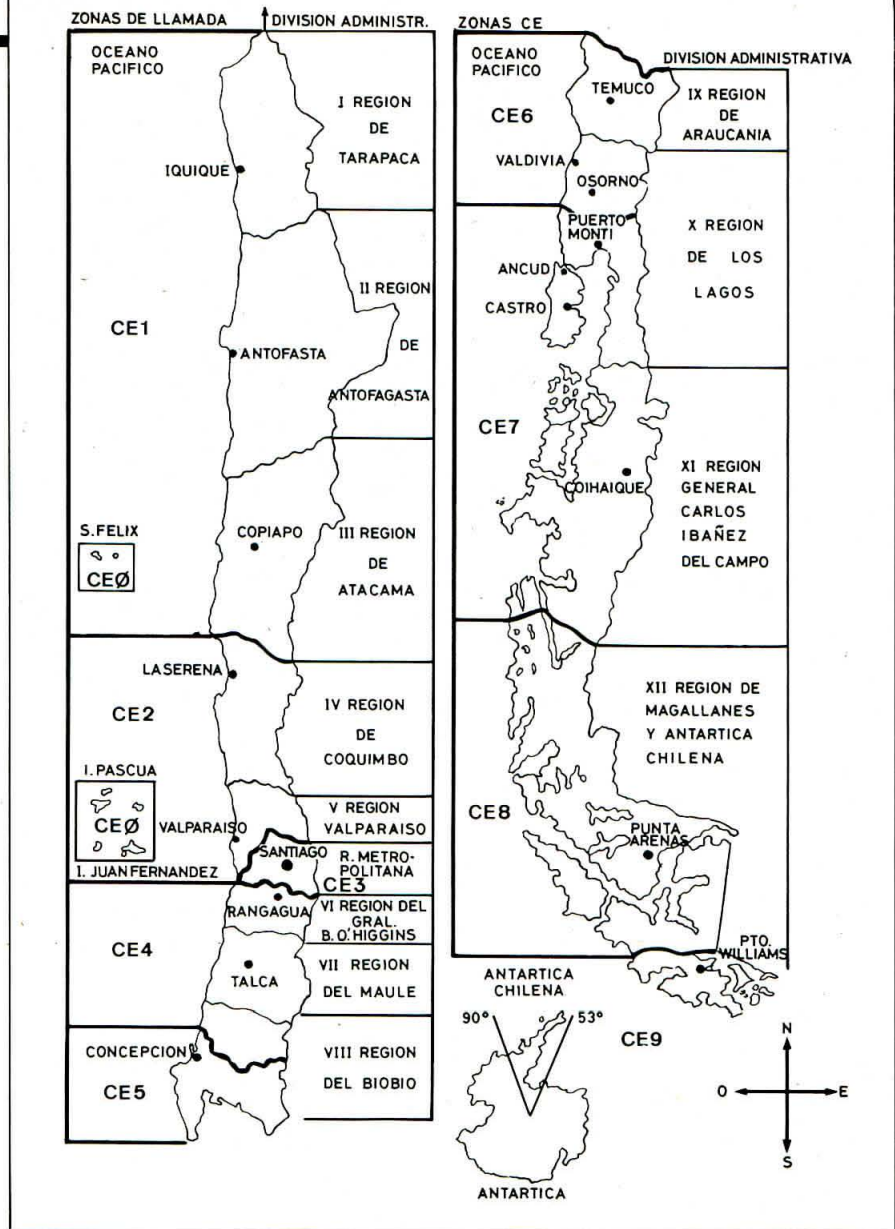 ZONAS DE LLAMADA
DIVISION ADMINISTR.
OCEANO
PACIFICO
I REGION
DE
TARAPACA
IQUIQUE
II REGION
DE
ANTOFAGASTA
CE1
ANTOFASTA
S.FELIX
CEØ
COPIAPO
III REGION
DE
ATACAMA
LASERENA
CE2
IV REGION
DE
COQUIMBO
I. PASCUA
CEØ
I. JUAN FERNANDEZ
VALPARAISO
V REGION
VALPARAISO
SANTIAGO
R. METRO-
POLITANA
CE3
RANGAGUA
VI REGION DEL
GRAL.
B. O'HIGGINS
CE4
TALCA
VII REGION
DEL MAULE
CONCEPCION
CE5
VIII REGION
DEL BIOBIO
ZONAS CE
OCEANO
PACIFICO
DIVISION ADMINISTRATIVA
TEMUCO
IX REGION
DE
ARAUCANIA
CE6
VALDIVIA
OSORNO
PUERTO
MONTI
X REGION
DE LOS
LAGOS
ANCUD
CASTRO
CE7
COIHAIQUE
XI REGION
GENERAL
CARLOS
IBAÑEZ
DEL CAMPO
XII REGION DE
MAGALLANES
Y ANTARTICA
CHILENA
CE8
PUNTA
ARENAS
PTO.
WILLIAMS
CE9
ANTARTICA
CHILENA
90°
53°
ANTARTICA
N
O
E
S